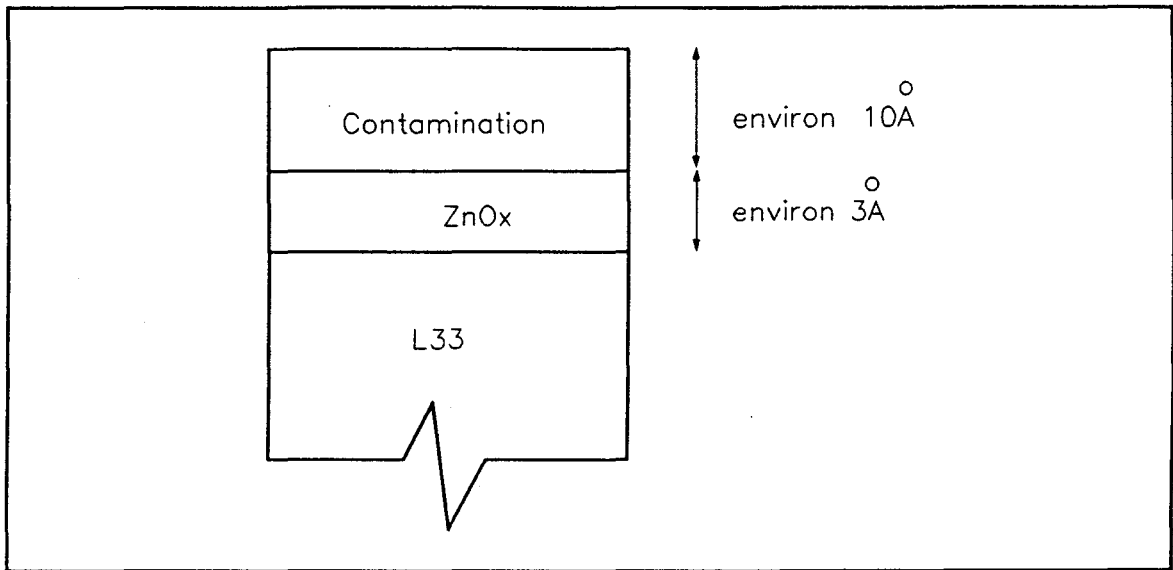 Contamination
environ 10Å
ZnOx
environ 3Å
L33